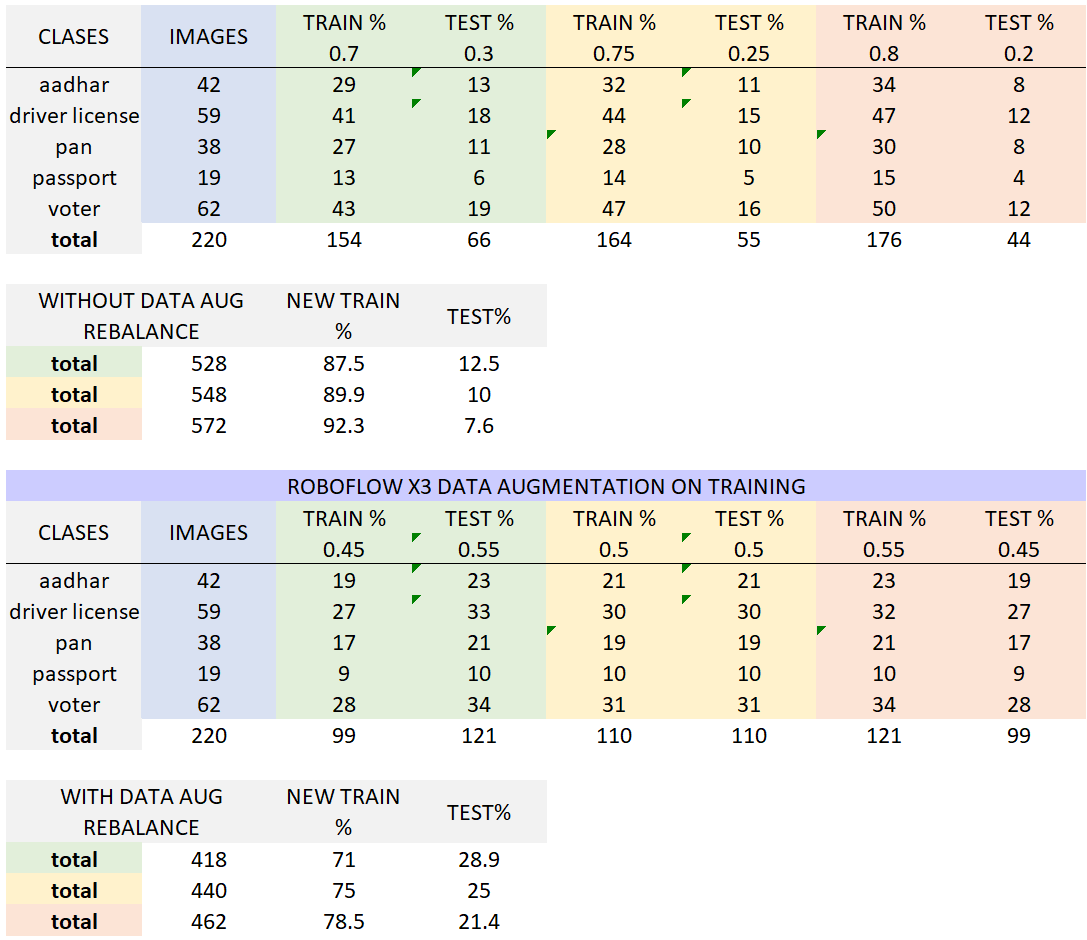 CLASES IMAGES TRAIN % TEST % TRAIN % TEST % TRAIN % TEST %
0.7 0.3 0.75 0.25 0.8 0.2
aadhar 42 29 13 32 11 34 8
driver license 59 41 18 44 15 47 12
pan 38 27 11 28 10 30 8
passport 19 13 6 14 5 15 4
voter 62 43 19 47 16 50 12
total 220 154 66 164 55 176 44
WITHOUT DATA AUG NEW TRAIN TEST%
REBALANCE %
total 528 87.5 12.5
total 548 89.9 10
total 572 92.3 7.6
ROBOFLOW X3 DATA AUGMENTATION ON TRAINING
CLASES IMAGES TRAIN % TEST % TRAIN % TEST % TRAIN % TEST %
0.45 0.55 0.5 0.5 0.55 0.45
aadhar 42 19 23 21 21 23 19
driver license 59 27 33 30 30 32 27
pan 38 17 21 19 19 21 17
passport 19 9 10 10 10 10 9
voter 62 28 34 31 31 34 28
total 220 99 121 110 110 121 99
WITH DATA AUG NEW TRAIN TEST%
REBALANCE %
total 418 71 28.9
total 440 75 25
total 462 78.5 21.4